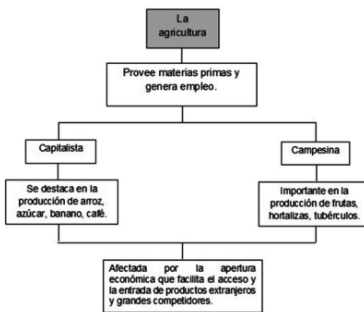 La
agricultura
Provee materias primas y
genera empleo.
Capitalista
Campesina
Se destaca en la
producción de arroz,
azúcar, banano, café.
Importante en la
producción de frutas,
hortalizas, tubérculos.
Afectada por la apertura
económica que facilita el acceso y
la entrada de productos extranjeros
y grandes competidores.